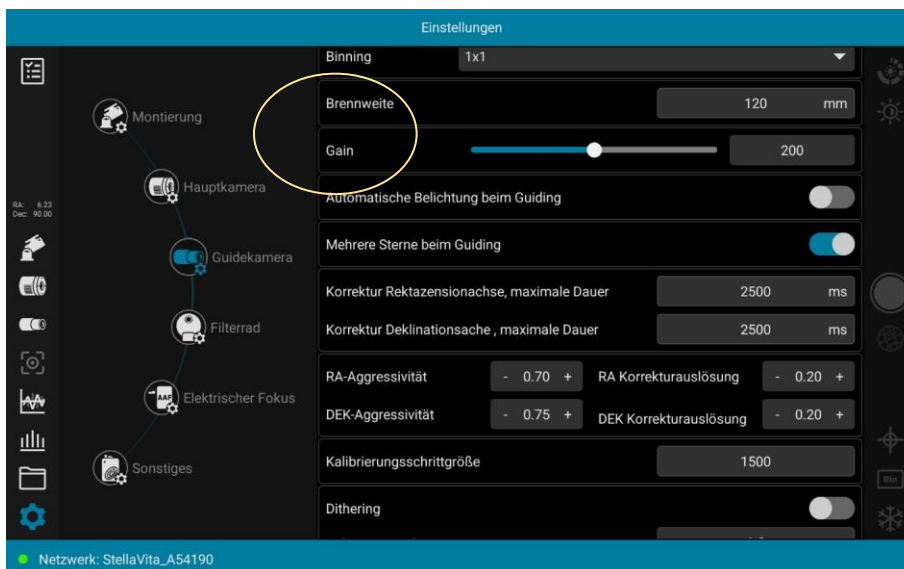 Einstellungen
Binning 1x1
Brennweite 120 mm
Gain 200
Automatische Belichtung beim Guiding
Mehrere Sterne beim Guiding
Korrektur Rektazensionachse, maximale Dauer 2500 ms
Korrektur Deklinationsache , maximale Dauer 2500 ms
RA-Aggressivität - 0.70 + RA Korrekturauslösung - 0.20 +
DEK-Aggressivität - 0.75 + DEK Korrekturauslösung - 0.20 +
Kalibrierungsschrittgröße 1500
Dithering
Montierung
Hauptkamera
Guidekamera
Filterrad
AAF
Elektrischer Fokus
Sonstiges
RA: 6.23
Dec: 90.00
Bin
Netzwerk: StellaVita_A54190